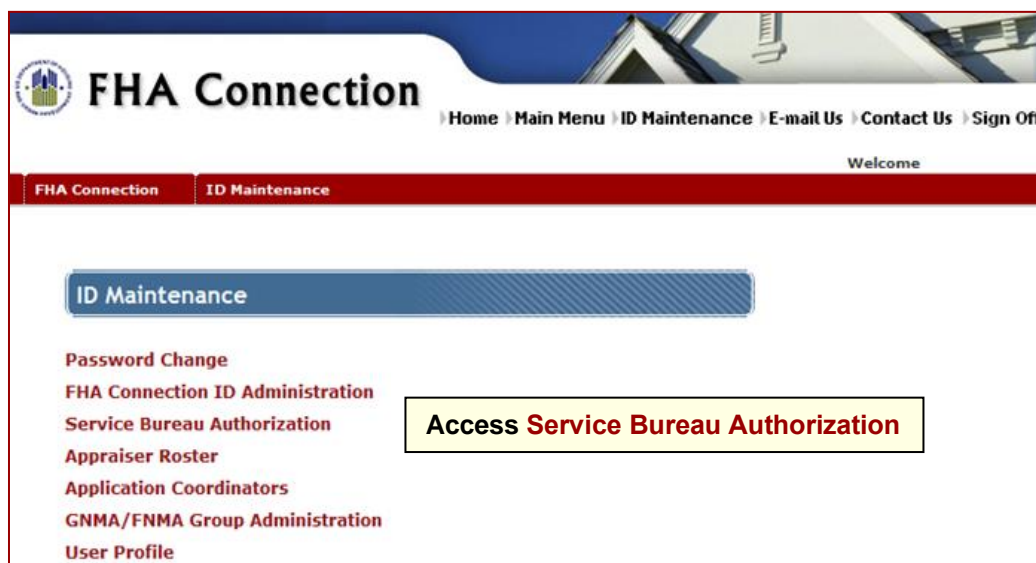 FHA Connection
Home Main Menu ID Maintenance E-mail Us Contact Us Sign Off
Welcome
FHA Connection ID Maintenance
ID Maintenance
Password Change
FHA Connection ID Administration
Service Bureau Authorization
Access Service Bureau Authorization
Appraiser Roster
Application Coordinators
GNMA/FNMA Group Administration
User Profile